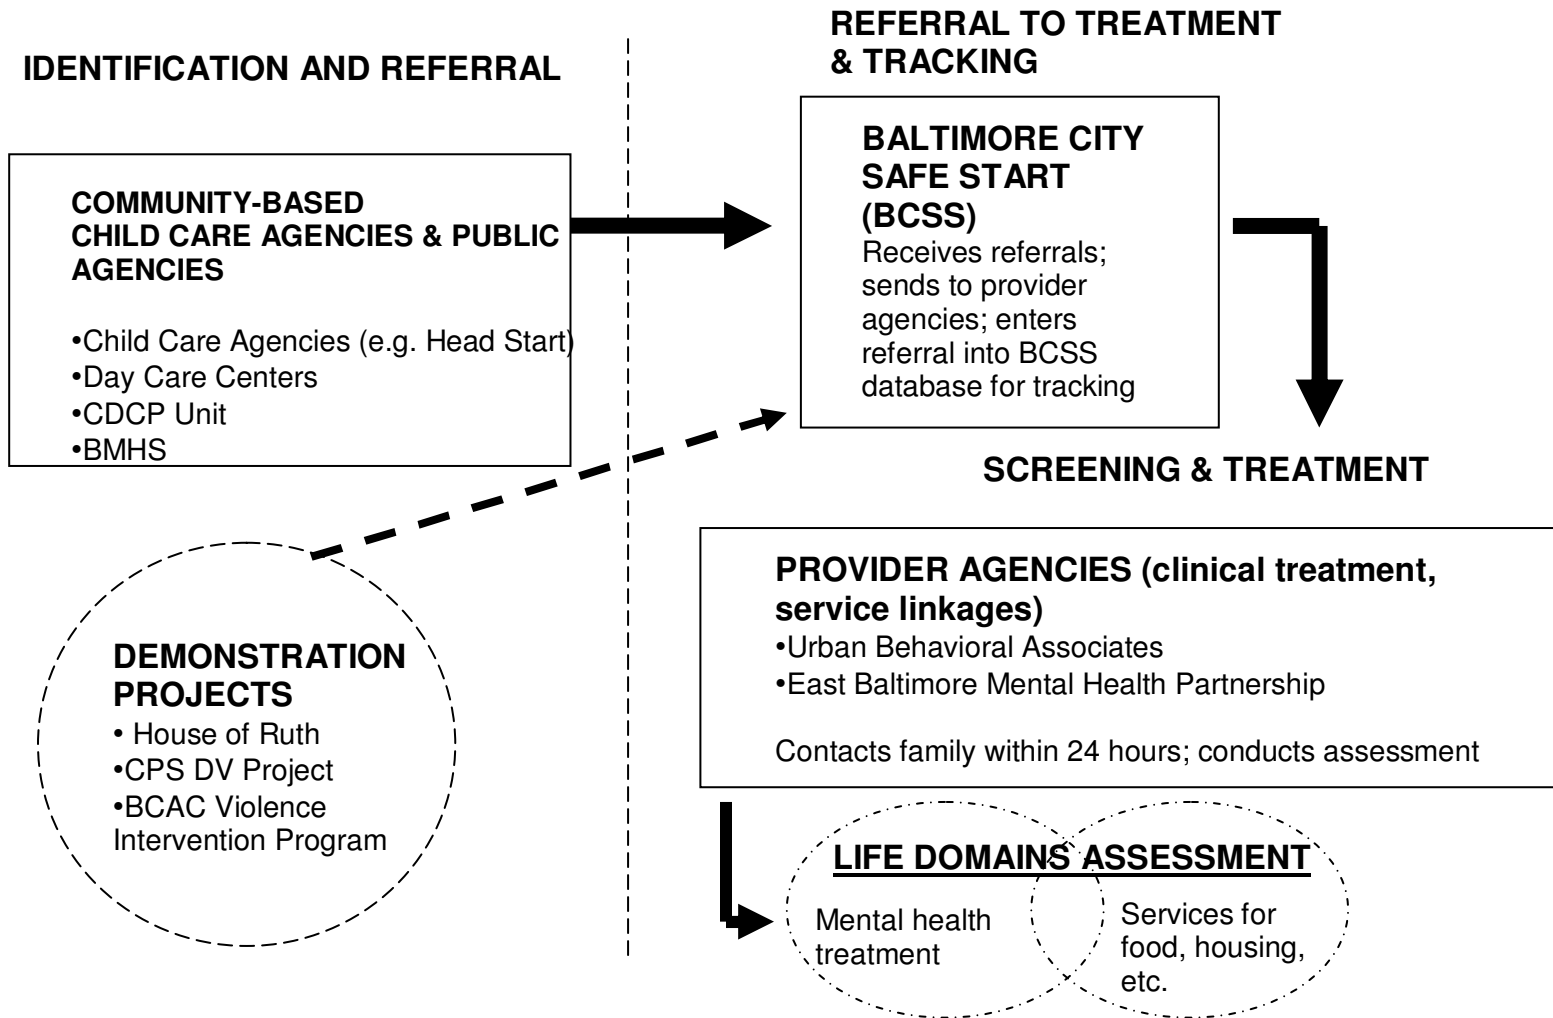 IDENTIFICATION AND REFERRAL
COMMUNITY-BASED
CHILD CARE AGENCIES & PUBLIC
AGENCIES
•Child Care Agencies (e.g. Head Start)
•Day Care Centers
•CDCP Unit
•BMHS
DEMONSTRATION
PROJECTS
• House of Ruth
•CPS DV Project
•BCAC Violence
Intervention Program
REFERRAL TO TREATMENT
& TRACKING
BALTIMORE CITY
SAFE START
(BCSS)
Receives referrals;
sends to provider
agencies; enters
referral into BCSS
database for tracking
SCREENING & TREATMENT
PROVIDER AGENCIES (clinical treatment,
service linkages)
•Urban Behavioral Associates
•East Baltimore Mental Health Partnership
Contacts family within 24 hours; conducts assessment
LIFE DOMAINS ASSESSMENT
Mental health
treatment
Services for
food, housing,
etc.